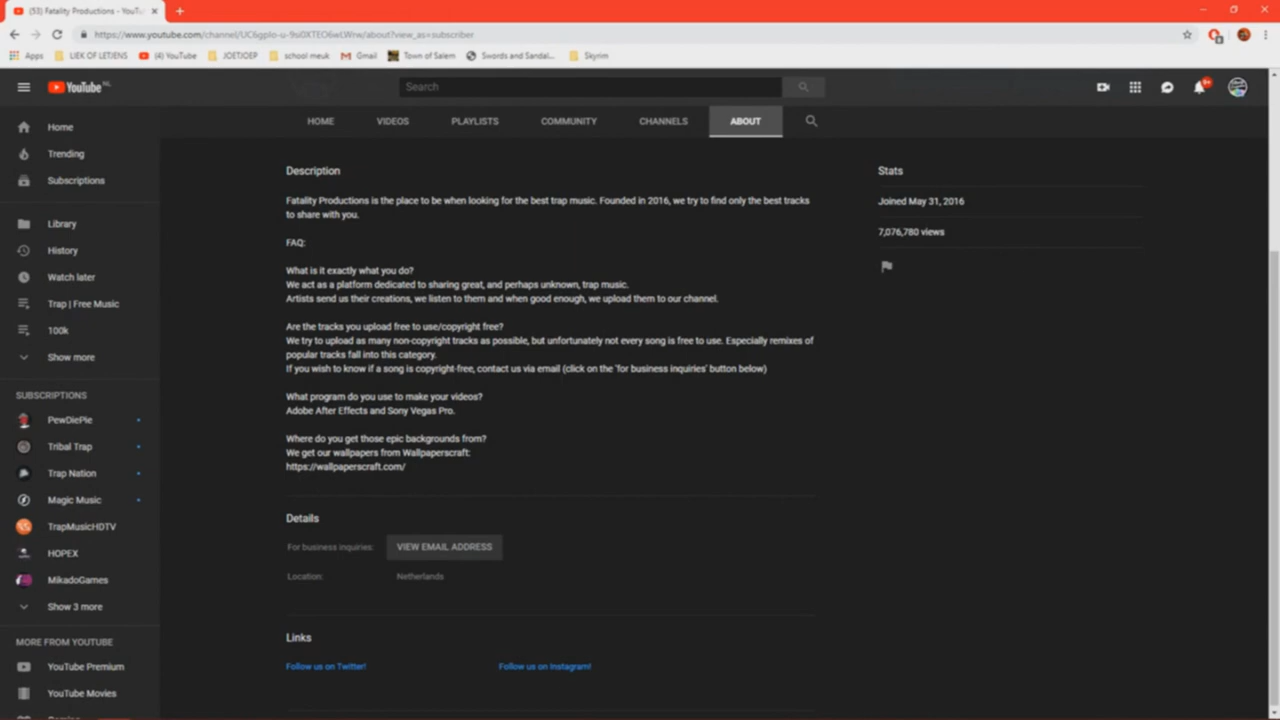 (53) Fatality Productions - YouTu
https://www.youtube.com/channel/UC6gpIo-u-9si0XTEO6wLWrw/about?view_as=subscriber
Apps LIEK OF LETJENS (4) YouTube JOETJOEP school meuk Gmail Town of Salem Swords and Sandal... Skyrim
YouTube NL Search 9+
HOME VIDEOS PLAYLISTS COMMUNITY CHANNELS ABOUT
Home
Trending
Subscriptions
Library
History
Watch later
Trap | Free Music
100k
Show more
SUBSCRIPTIONS
PewDiePie
Tribal Trap
Trap Nation
Magic Music
TrapMusicHDTV
HOPEX
MikadoGames
Show 3 more
MORE FROM YOUTUBE
YouTube Premium
YouTube Movies
Gaming
Description
Fatality Productions is the place to be when looking for the best trap music. Founded in 2016, we try to find only the best tracks
to share with you.
FAQ:
What is it exactly what you do?
We act as a platform dedicated to sharing great, and perhaps unknown, trap music.
Artists send us their creations, we listen to them and when good enough, we upload them to our channel.
Are the tracks you upload free to use/copyright free?
We try to upload as many non-copyright tracks as possible, but unfortunately not every song is free to use. Especially remixes of
popular tracks fall into this category.
If you wish to know if a song is copyright-free, contact us via email (click on the 'for business inquiries' button below)
What program do you use to make your videos?
Adobe After Effects and Sony Vegas Pro.
Where do you get those epic backgrounds from?
We get our wallpapers from Wallpaperscraft:
https://wallpaperscraft.com/
Details
For business inquiries: VIEW EMAIL ADDRESS
Location: Netherlands
Links
Follow us on Twitter! Follow us on Instagram!
Stats
Joined May 31, 2016
7,076,780 views